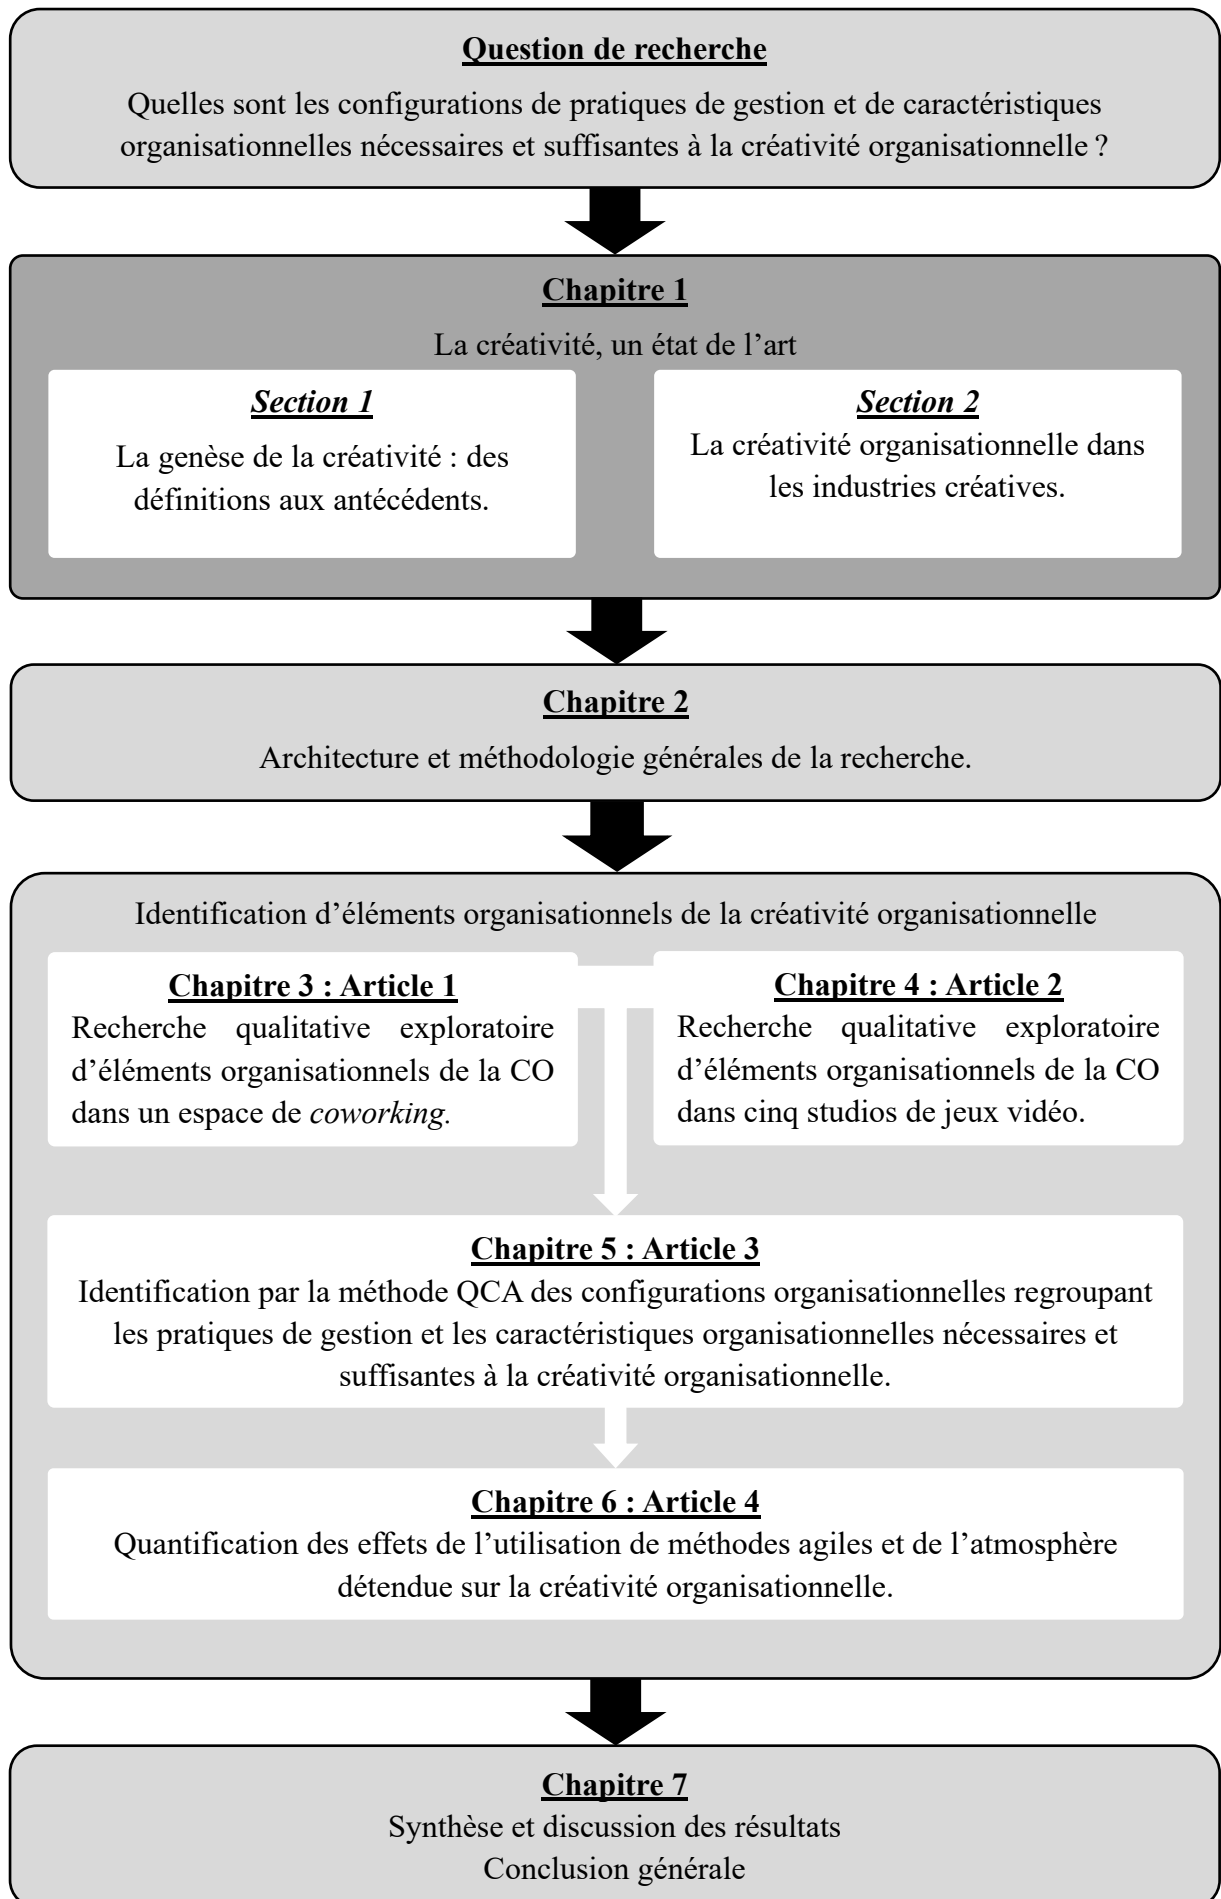 Question de recherche
Quelles sont les configurations de pratiques de gestion et de caractéristiques
organisationnelles nécessaires et suffisantes à la créativité organisationnelle ?
Chapitre 1
La créativité, un état de l’art
Section 1
La genèse de la créativité : des
définitions aux antécédents.
Section 2
La créativité organisationnelle dans
les industries créatives.
Chapitre 2
Architecture et méthodologie générales de la recherche.
Identification d’éléments organisationnels de la créativité organisationnelle
Chapitre 3 : Article 1
Recherche qualitative exploratoire
d’éléments organisationnels de la CO
dans un espace de coworking.
Chapitre 4 : Article 2
Recherche qualitative exploratoire
d’éléments organisationnels de la CO
dans cinq studios de jeux vidéo.
Chapitre 5 : Article 3
Identification par la méthode QCA des configurations organisationnelles regroupant
les pratiques de gestion et les caractéristiques organisationnelles nécessaires et
suffisantes à la créativité organisationnelle.
Chapitre 6 : Article 4
Quantification des effets de l’utilisation de méthodes agiles et de l’atmosphère
détendue sur la créativité organisationnelle.
Chapitre 7
Synthèse et discussion des résultats
Conclusion générale